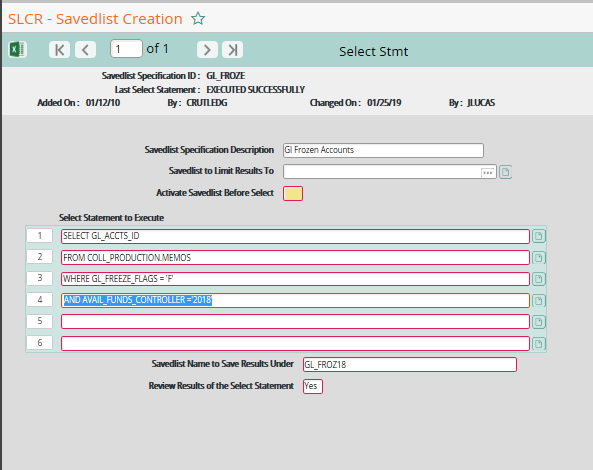 SLCR - Savedlist Creation
1 of 1
Select Stmt
Savedlist Specification ID : GL_FROZE
Last Select Statement : EXECUTED SUCCESSFULLY
Added On : 01/12/10 By : CRUTLEDG Changed On : 01/25/19 By : JLUCAS
Savedlist Specification Description Gl Frozen Accounts
Savedlist to Limit Results To
Activate Savedlist Before Select
Select Statement to Execute
1 SELECT GL_ACCTS_ID
2 FROM COLL_PRODUCTION.MEMOS
3 WHERE GL_FREEZE_FLAGS = 'F'
4 AND AVAIL_FUNDS_CONTROLLER ='2018'
5
6
Savedlist Name to Save Results Under GL_FROZ18
Review Results of the Select Statement Yes